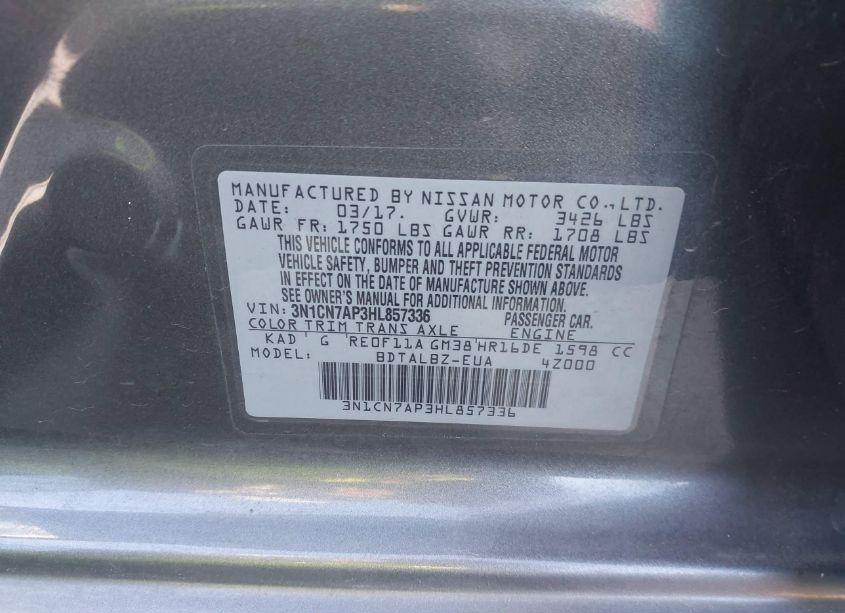 MANUFACTURED BY NISSAN MOTOR CO., LTD.
DATE: 03/17. GVWR: 3426 LBS
GAWR FR: 1750 LBS GAWR RR: 1708 LBS
THIS VEHICLE CONFORMS TO ALL APPLICABLE FEDERAL MOTOR
VEHICLE SAFETY, BUMPER AND THEFT PREVENTION STANDARDS
IN EFFECT ON THE DATE OF MANUFACTURE SHOWN ABOVE.
SEE OWNER'S MANUAL FOR ADDITIONAL INFORMATION.
VIN: 3N1CN7AP3HL857336 PASSENGER CAR.
COLOR TRIM TRANS AXLE ENGINE
KAD G RE0F11A GM38 HR16DE 1598 CC
MODEL: BDTALBZ-EUA 4Z000
3N1CN7AP3HL857336